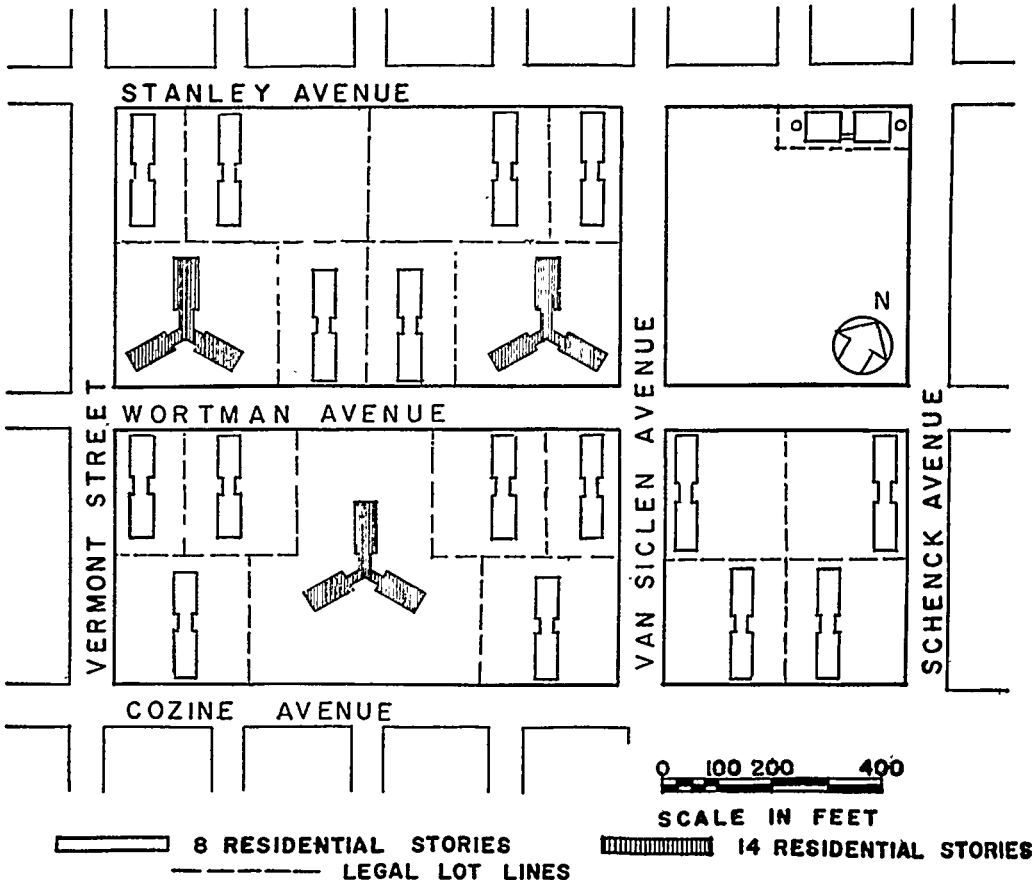 STANLEY AVENUE
N
WORTMAN AVENUE
VERMONT STREET
VAN SICLEN AVENUE
SCHENCK AVENUE
COZINE AVENUE
0 100 200 400
SCALE IN FEET
8 RESIDENTIAL STORIES
14 RESIDENTIAL STORIES
LEGAL LOT LINES